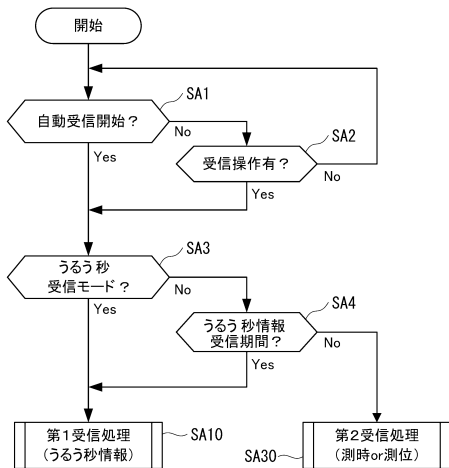 開始
自動受信開始？
SA1
No
Yes
受信操作有？
SA2
No
Yes
うるう秒
受信モード？
SA3
No
Yes
うるう秒情報
受信期間？
SA4
No
Yes
第1受信処理
(うるう秒情報)
SA10
第2受信処理
(測時or測位)
SA30